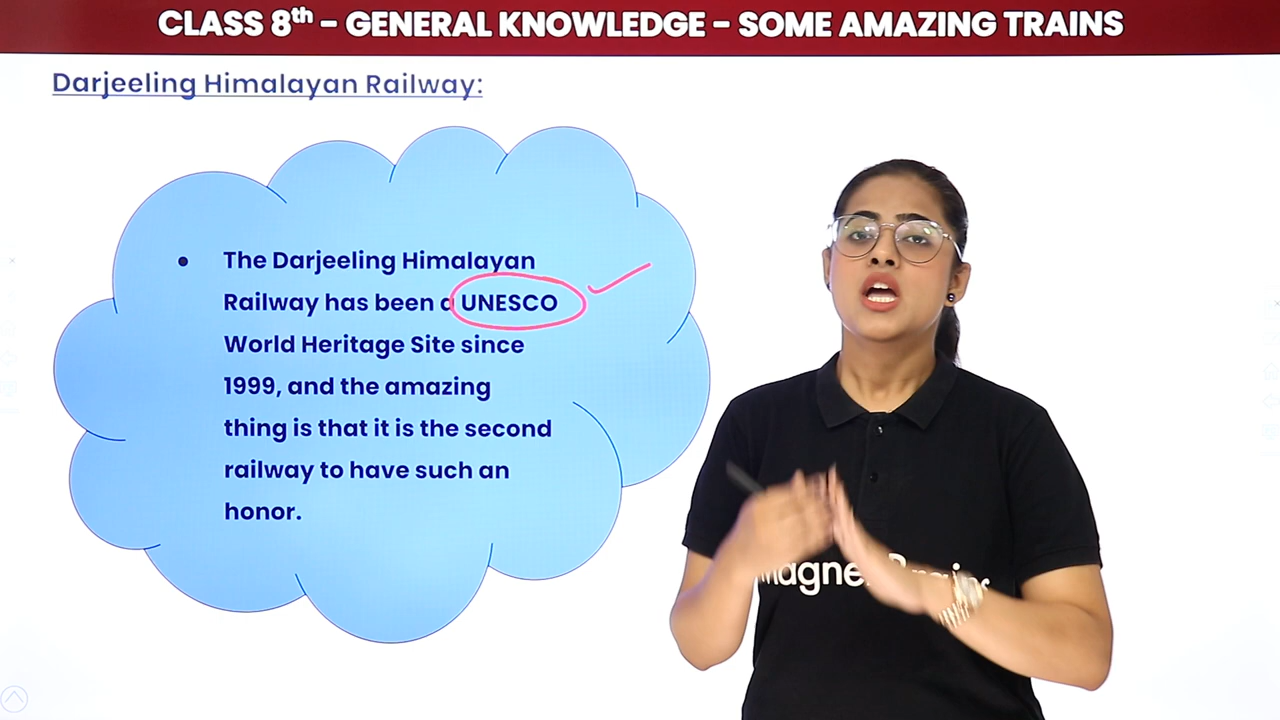 CLASS 8th – GENERAL KNOWLEDGE – SOME AMAZING TRAINS
Darjeeling Himalayan Railway:
• The Darjeeling Himalayan
Railway has been a UNESCO
World Heritage Site since
1999, and the amazing
thing is that it is the second
railway to have such an
honor.